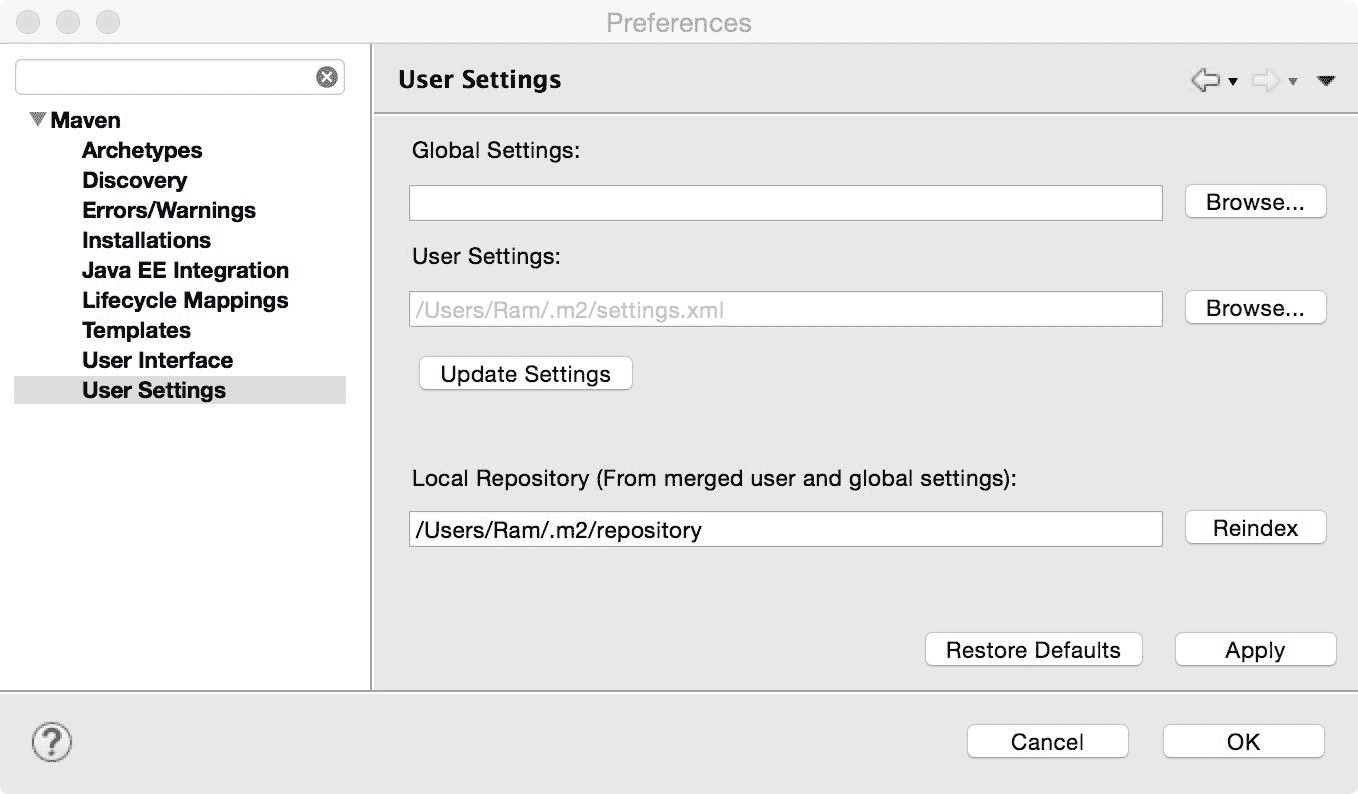 Preferences
Maven
Archetypes
Discovery
Errors/Warnings
Installations
Java EE Integration
Lifecycle Mappings
Templates
User Interface
User Settings
User Settings
Global Settings:
Browse...
User Settings:
/Users/Ram/.m2/settings.xml
Browse...
Update Settings
Local Repository (From merged user and global settings):
/Users/Ram/.m2/repository
Reindex
Restore Defaults
Apply
?
Cancel
OK